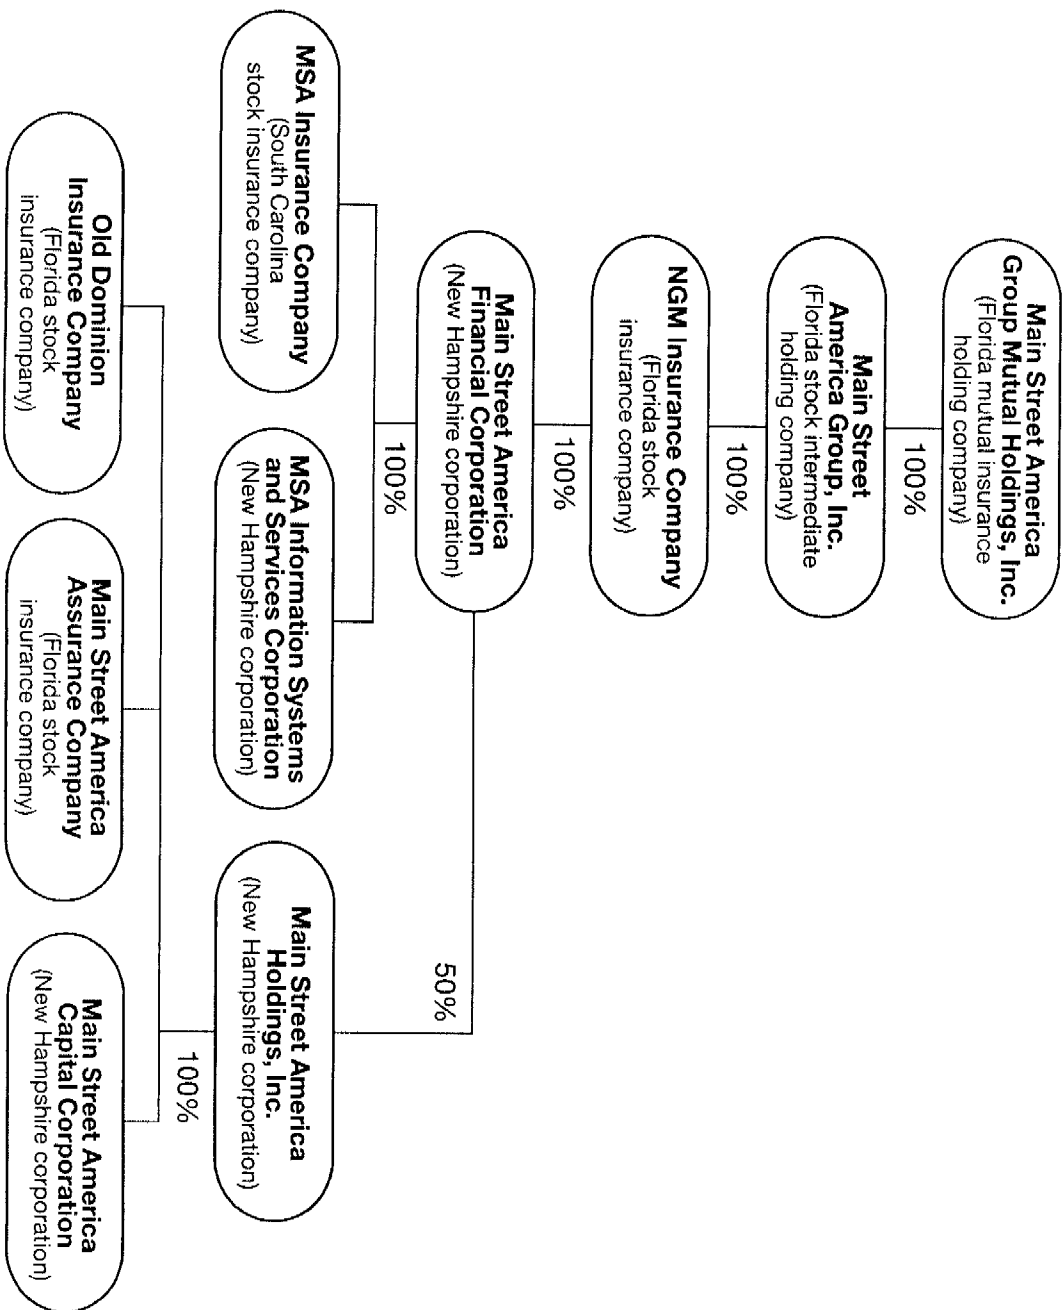 Main Street America
Group Mutual Holdings, Inc.
(Florida mutual insurance
holding company)
100%
Main Street
America Group, Inc.
(Florida stock intermediate
holding company)
100%
NGM Insurance Company
(Florida stock
insurance company)
100%
Main Street America
Financial Corporation
(New Hampshire corporation)
100%
50%
MSA Insurance Company
(South Carolina
stock insurance company)
MSA Information Systems
and Services Corporation
(New Hampshire corporation)
Main Street America
Holdings, Inc.
(New Hampshire corporation)
100%
Old Dominion
Insurance Company
(Florida stock
insurance company)
Main Street America
Assurance Company
(Florida stock
insurance company)
Main Street America
Capital Corporation
(New Hampshire corporation)